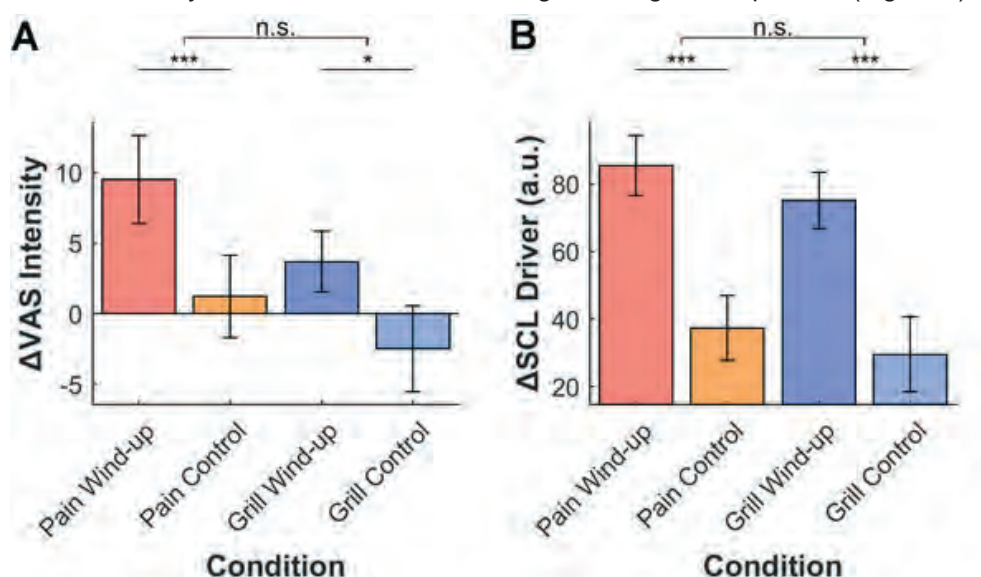 A
n.s.
***
*
ΔVAS Intensity
10
5
0
-5
Pain Wind-up
Pain Control
Grill Wind-up
Grill Control
Condition
B
n.s.
***
***
ΔSCL Driver (a.u.)
80
60
40
20
Pain Wind-up
Pain Control
Grill Wind-up
Grill Control
Condition